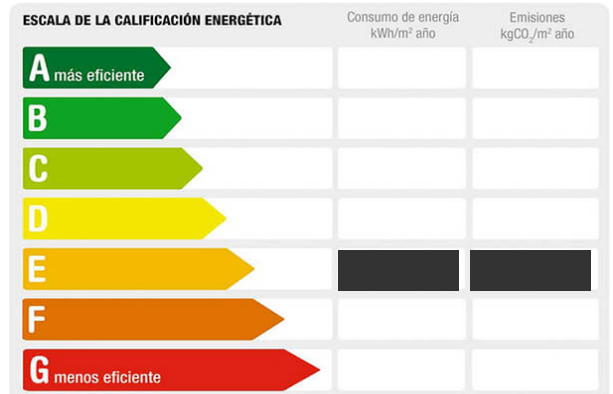 ESCALA DE LA CALIFICACIÓN ENERGÉTICA
Consumo de energía
kWh/m² año
Emisiones
kgCO₂/m² año
A más eficiente
B
C
D
E
F
G menos eficiente